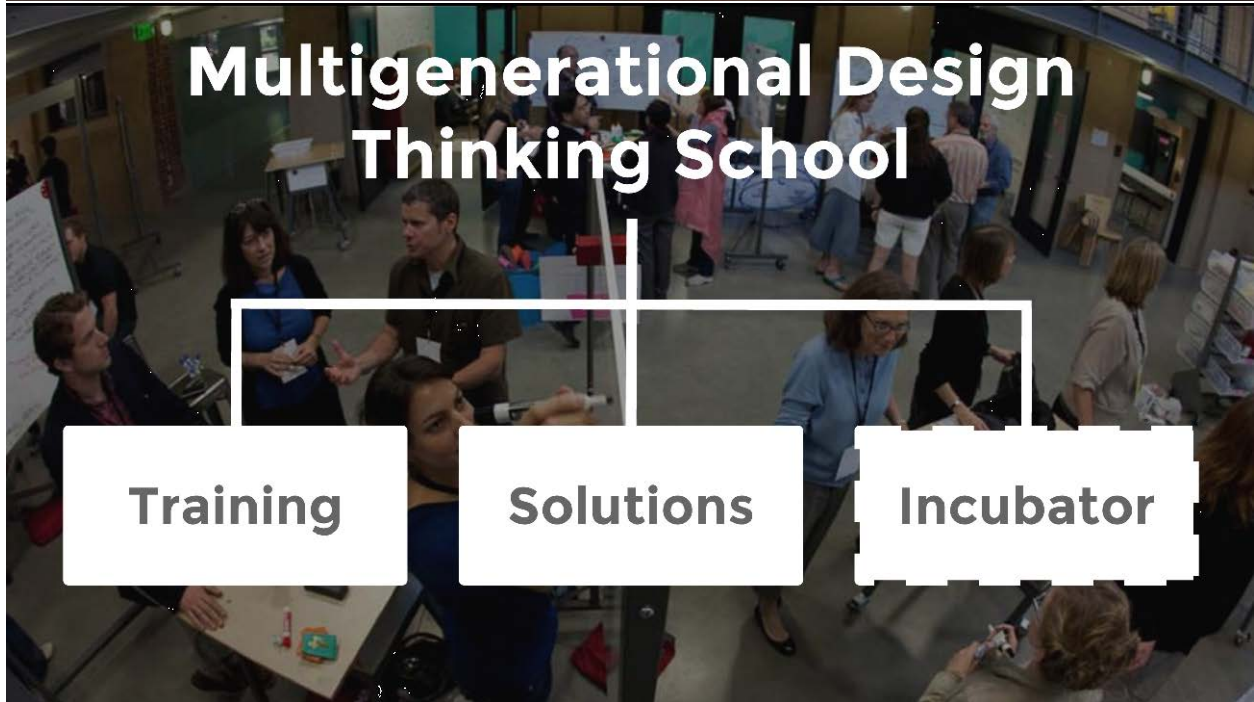 Multigenerational Design
Thinking School
Training
Solutions
Incubator